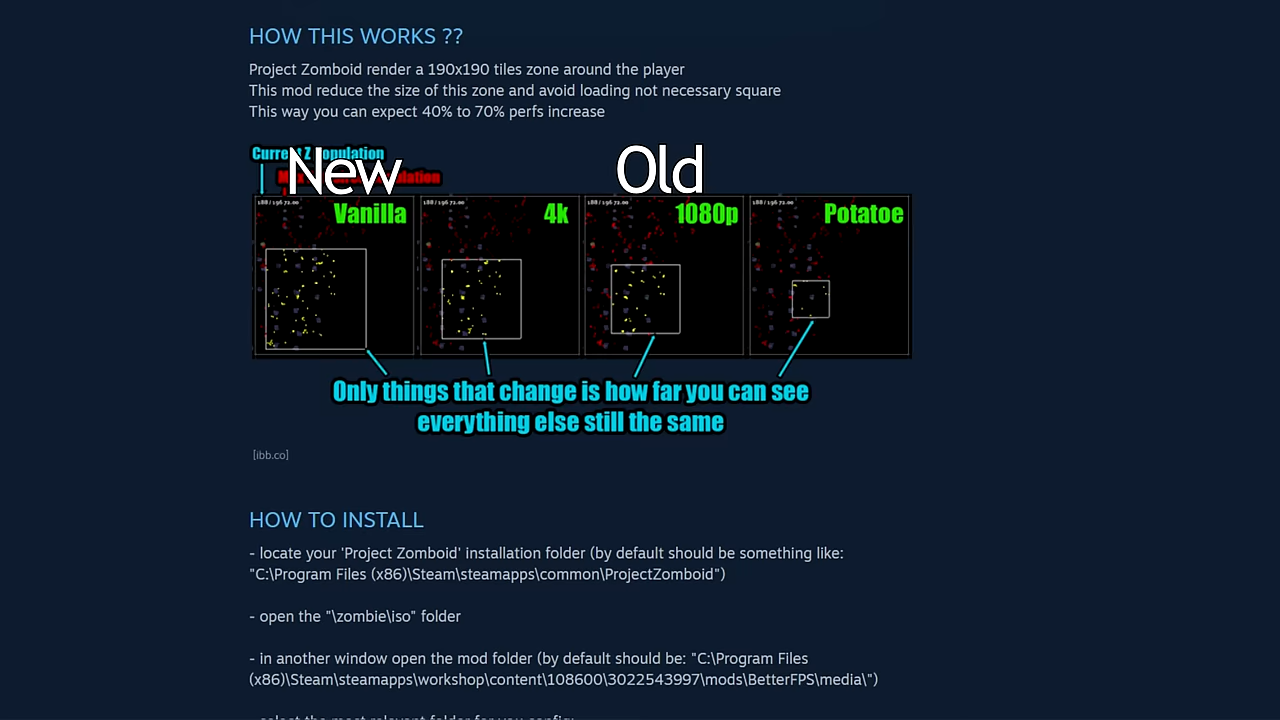 HOW THIS WORKS ??
Project Zomboid render a 190x190 tiles zone around the player
This mod reduce the size of this zone and avoid loading not necessary square
This way you can expect 40% to 70% perfs increase
New
Old
Vanilla
4k
1080p
Potatoe
Only things that change is how far you can see
everything else still the same
[ibb.co]
HOW TO INSTALL
- locate your 'Project Zomboid' installation folder (by default should be something like:
"C:\Program Files (x86)\Steam\steamapps\common\ProjectZomboid")
- open the "\zombie\iso" folder
- in another window open the mod folder (by default should be: "C:\Program Files
(x86)\Steam\steamapps\workshop\content\108600\3022543997\mods\BetterFPS\media\")